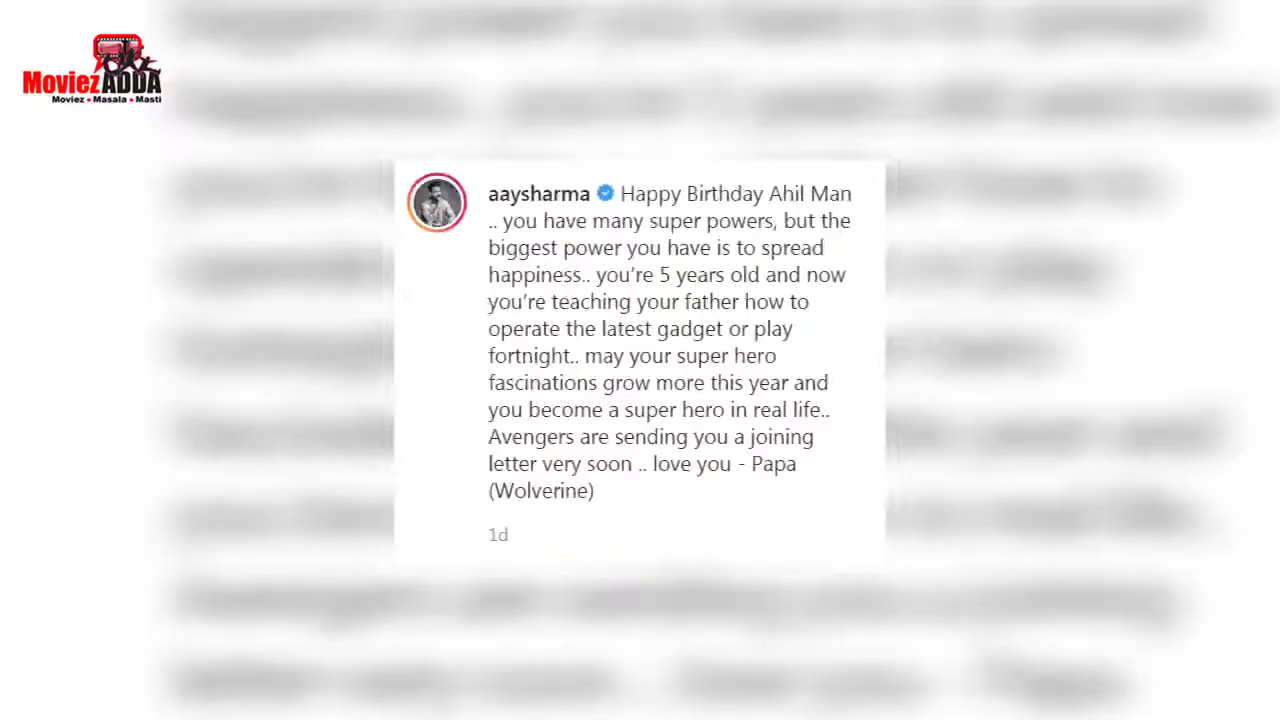 MoviezADDA
Moviez • Masala • Masti
aaysharma Happy Birthday Ahil Man
.. you have many super powers, but the
biggest power you have is to spread
happiness.. you’re 5 years old and now
you’re teaching your father how to
operate the latest gadget or play
fortnight.. may your super hero
fascinations grow more this year and
you become a super hero in real life..
Avengers are sending you a joining
letter very soon .. love you - Papa
(Wolverine)
1d